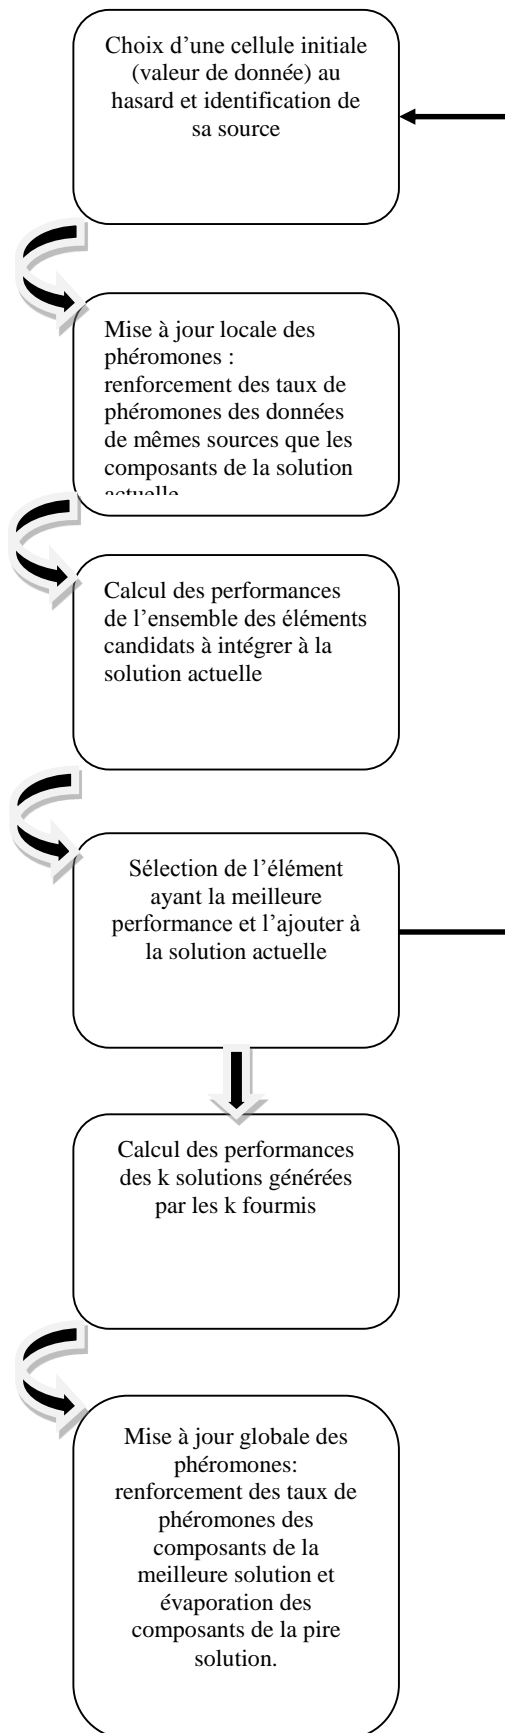 Choix d’une cellule initiale
(valeur de donnée) au
hasard et identification de
sa source
Mise à jour locale des
phéromones :
renforcement des taux de
phéromones des données
de mêmes sources que les
composants de la solution
actuelle
Calcul des performances
de l’ensemble des éléments
candidats à intégrer à la
solution actuelle
Sélection de l’élément
ayant la meilleure
performance et l’ajouter à
la solution actuelle
Calcul des performances
des k solutions générées
par les k fourmis
Mise à jour globale des
phéromones:
renforcement des taux de
phéromones des
composants de la
meilleure solution et
évaporation des
composants de la pire
solution.